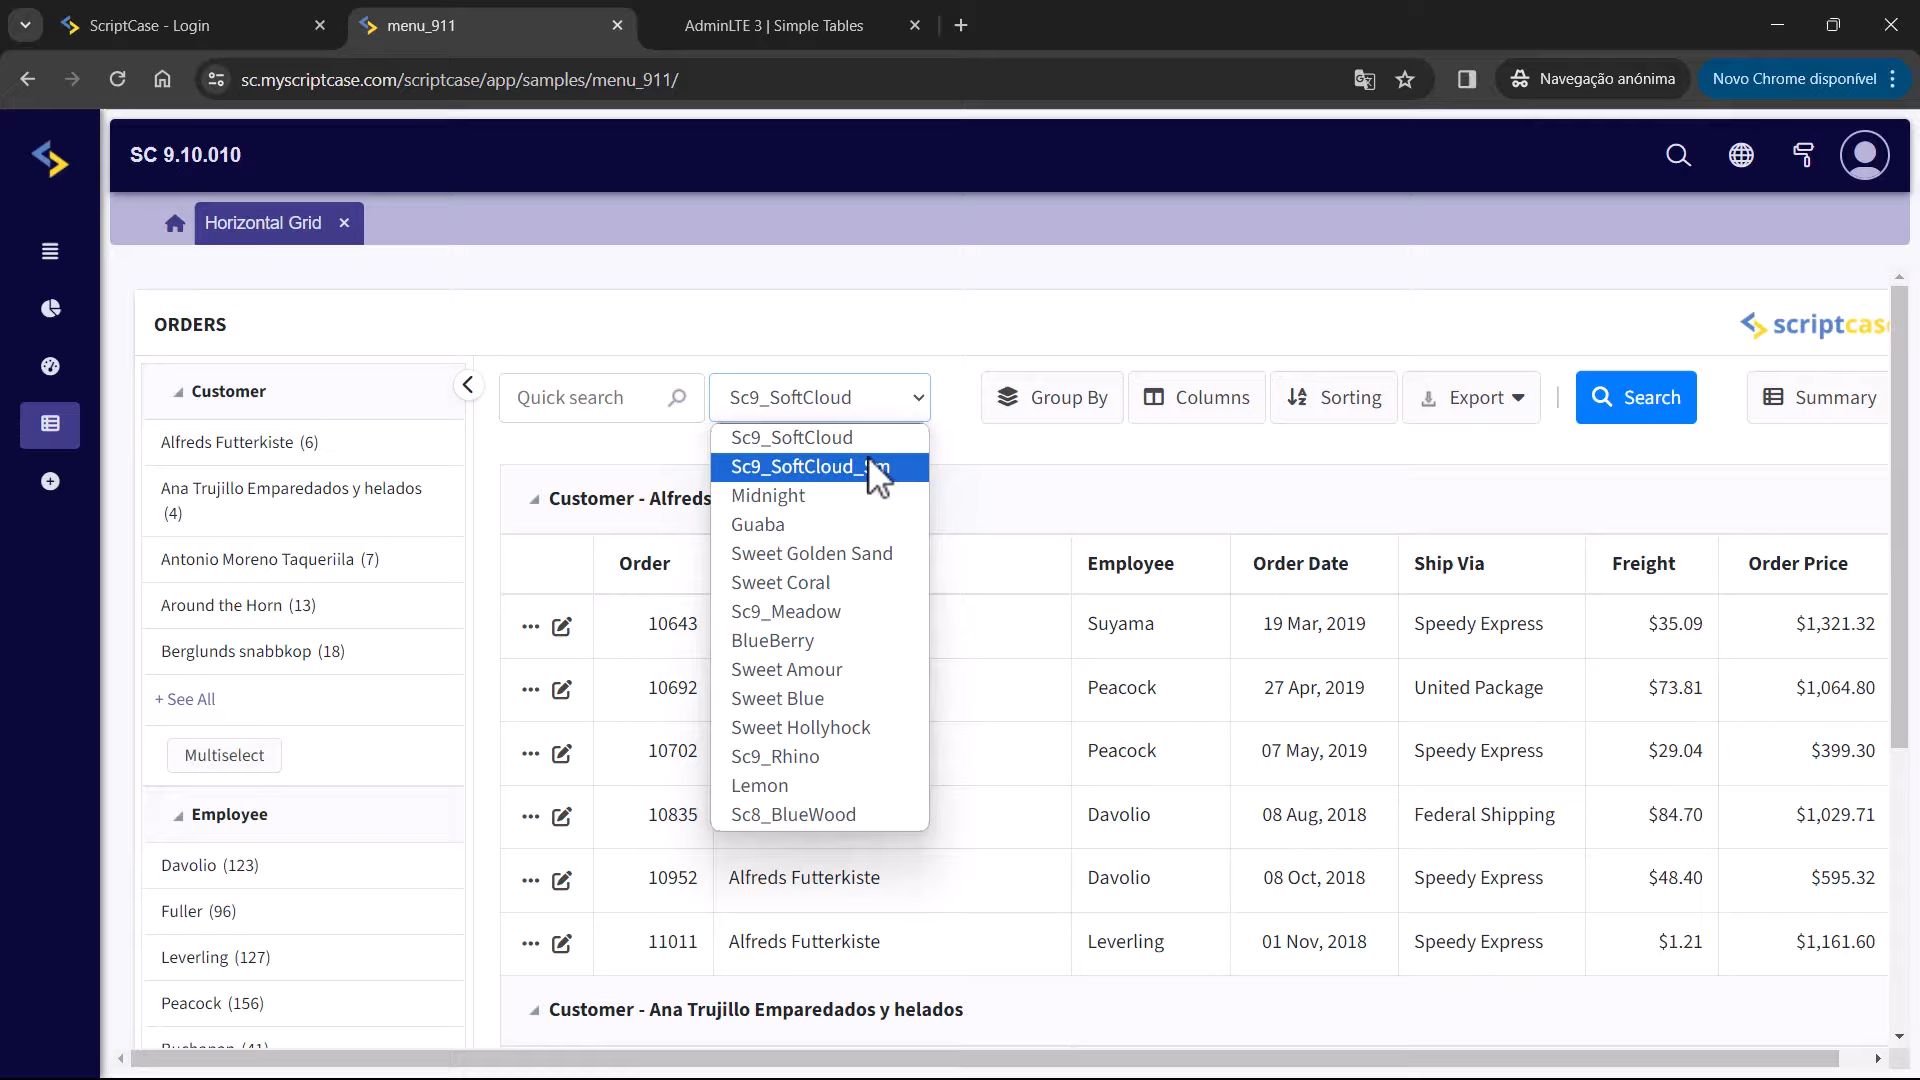 ScriptCase - Login
menu_911
AdminLTE 3 | Simple Tables
sc.myscriptcase.com/scriptcase/app/samples/menu_911/
Navegação anónima
Novo Chrome disponível
SC 9.10.010
Horizontal Grid
ORDERS
Customer
Alfreds Futterkiste (6)
Ana Trujillo Emparedados y helados
(4)
Antonio Moreno Taqueriila (7)
Around the Horn (13)
Berglunds snabbkop (18)
+ See All
Multiselect
Employee
Davolio (123)
Fuller (96)
Leverling (127)
Peacock (156)
Quick search
Sc9_SoftCloud
Group By
Columns
Sorting
Export
Search
Summary
Sc9_SoftCloud
Midnight
Guaba
Sweet Golden Sand
Sweet Coral
Sc9_Meadow
BlueBerry
Sweet Amour
Sweet Blue
Sweet Hollyhock
Sc9_Rhino
Lemon
Sc8_BlueWood
Customer - Alfreds
Order Employee Order Date Ship Via Freight Order Price
10643 Suyama 19 Mar, 2019 Speedy Express $35.09 $1,321.32
10692 Peacock 27 Apr, 2019 United Package $73.81 $1,064.80
10702 Peacock 07 May, 2019 Speedy Express $29.04 $399.30
10835 Davolio 08 Aug, 2018 Federal Shipping $84.70 $1,029.71
10952 Alfreds Futterkiste Davolio 08 Oct, 2018 Speedy Express $48.40 $595.32
11011 Alfreds Futterkiste Leverling 01 Nov, 2018 Speedy Express $1.21 $1,161.60
Customer - Ana Trujillo Emparedados y helados